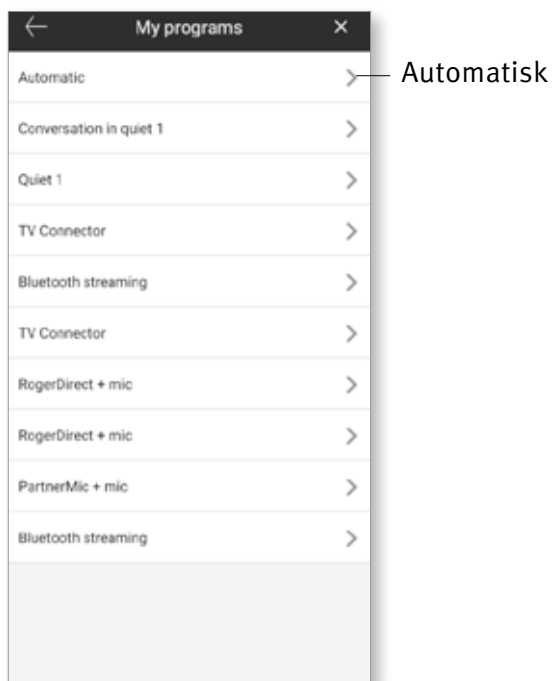 My programs
Automatic
Automatisk
Conversation in quiet 1
Quiet 1
TV Connector
Bluetooth streaming
TV Connector
RogerDirect + mic
RogerDirect + mic
PartnerMic + mic
Bluetooth streaming